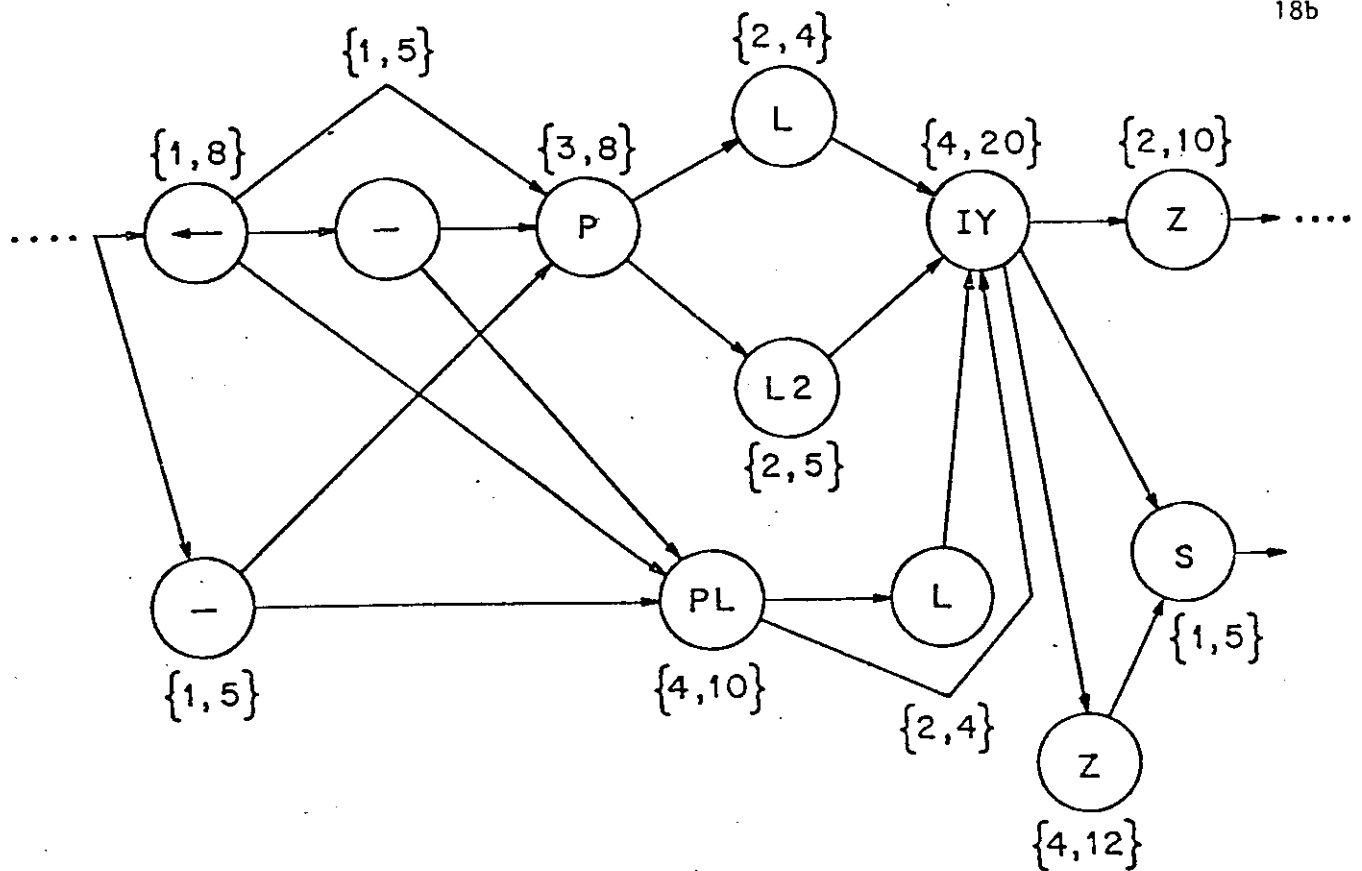 18b
{1,5}
{2,4}
L
{1,8}
{3,8}
{4,20}
{2,10}
....
←
-
P
IY
Z
....
L2
{2,5}
-
PL
L
S
{1,5}
{4,10}
{2,4}
{1,5}
Z
{4,12}